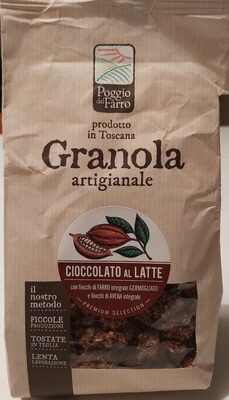 Poggio
del Farro
prodotto
in Toscana
Granola
artigianale
CIOCCOLATO AL LATTE
con fiocchi di FARRO integrale GERMOGLIATO
e fiocchi di AVENA integrale
PREMIUM SELECTION
il
nostro
metodo
PICCOLE
PRODUZIONI
TOSTATE
IN TEGLIA
LENTA
LAVORAZIONE